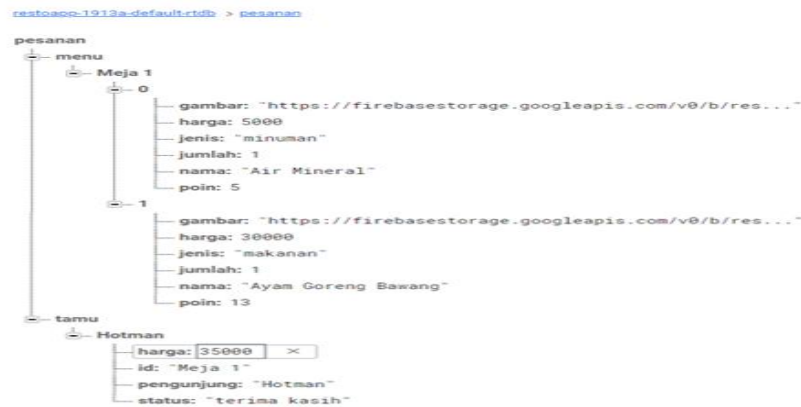 restoapp-1913a-default-rtdb > pesanan
pesanan
menu
Meja 1
0
gambar: "https://firebasestorage.googleapis.com/v0/b/res..."
harga: 5000
jenis: "minuman"
jumlah: 1
nama: "Air Mineral"
poin: 5
1
gambar: "https://firebasestorage.googleapis.com/v0/b/res..."
harga: 30000
jenis: "makanan"
jumlah: 1
nama: "Ayam Goreng Bawang"
poin: 13
tamu
Hotman
harga: 35000 ×
id: "Meja 1"
pengunjung: "Hotman"
status: "terima kasih"